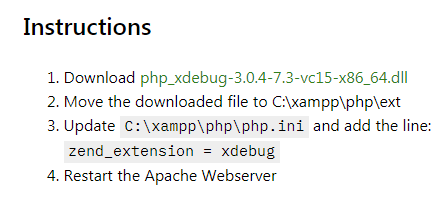 Instructions
1. Download php_xdebug-3.0.4-7.3-vc15-x86_64.dll
2. Move the downloaded file to C:\xampp\php\ext
3. Update C:\xampp\php\php.ini and add the line:
zend_extension = xdebug
4. Restart the Apache Webserver